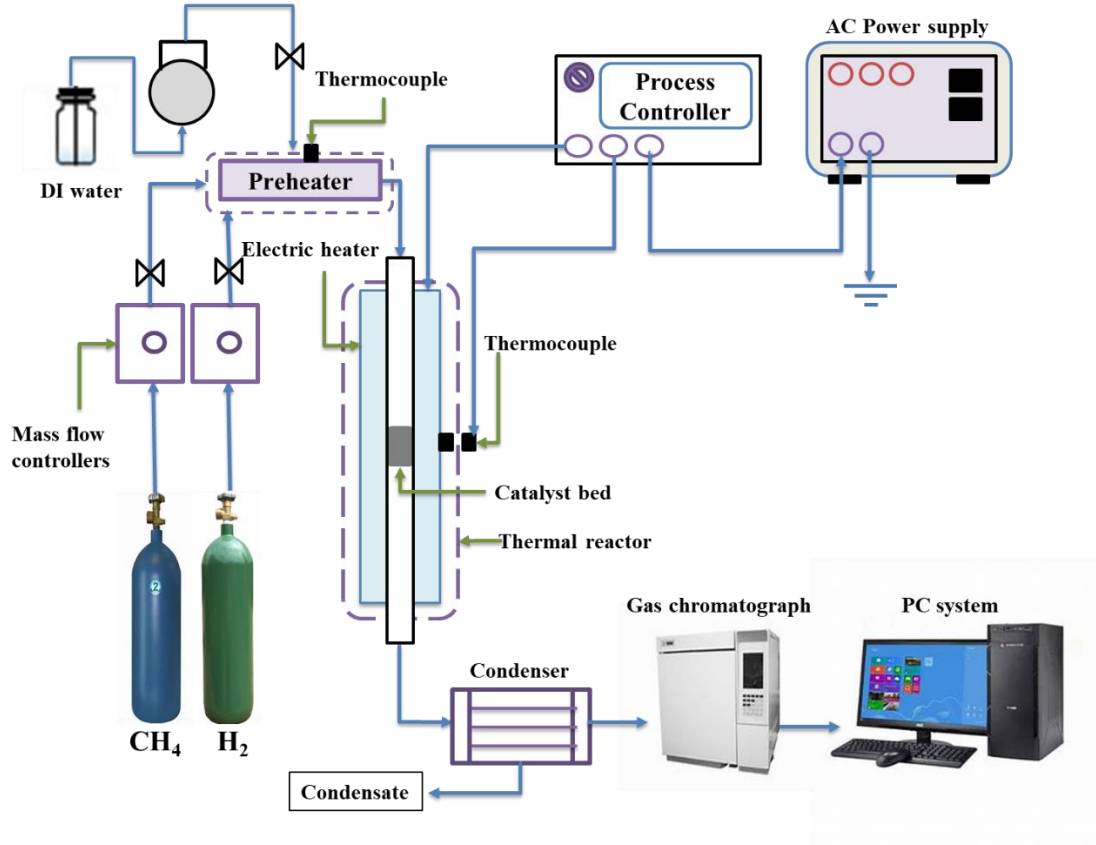 AC Power supply
Thermocouple
Process
Controller
DI water
Preheater
Electric heater
Thermocouple
Mass flow
controllers
Catalyst bed
Thermal reactor
2
Gas chromatograph
PC system
Condenser
CH₄
H₂
Condensate